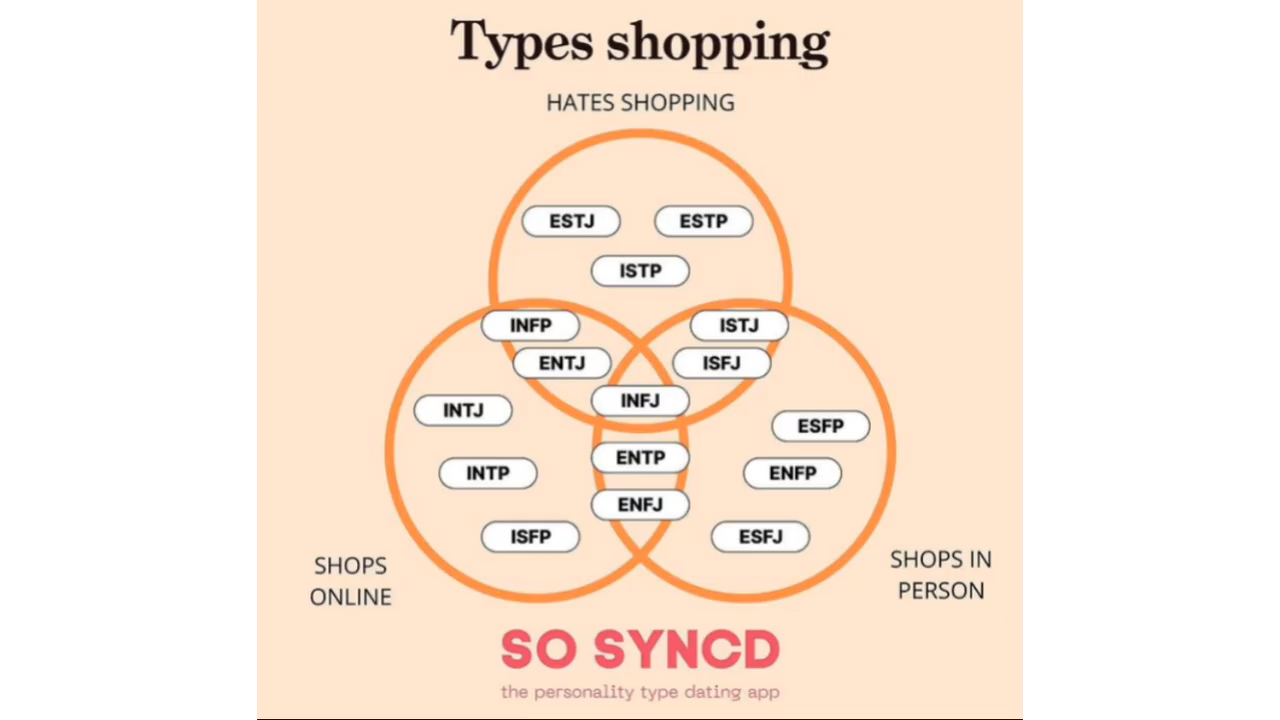 Types shopping
HATES SHOPPING
ESTJ ESTP
ISTP
INFP ISTJ
ENTJ ISFJ
INFJ
INTJ
ESFP
ENTP
INTP ENFP
ENFJ
ISFP ESFJ
SHOPS
ONLINE
SHOPS IN
PERSON
SO SYNCD
the personality type dating app